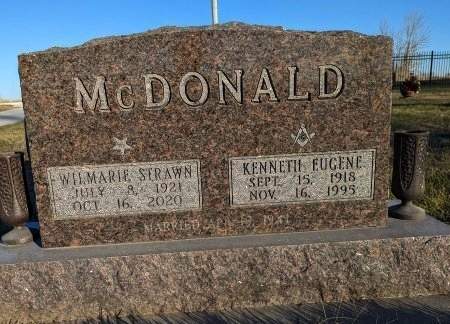 McDONALD
WILMARIE STRAWN
JULY 8, 1921
OCT 16, 2020
KENNETH EUGENE
SEPT. 15, 1918
NOV. 16, 1995
MARRIED